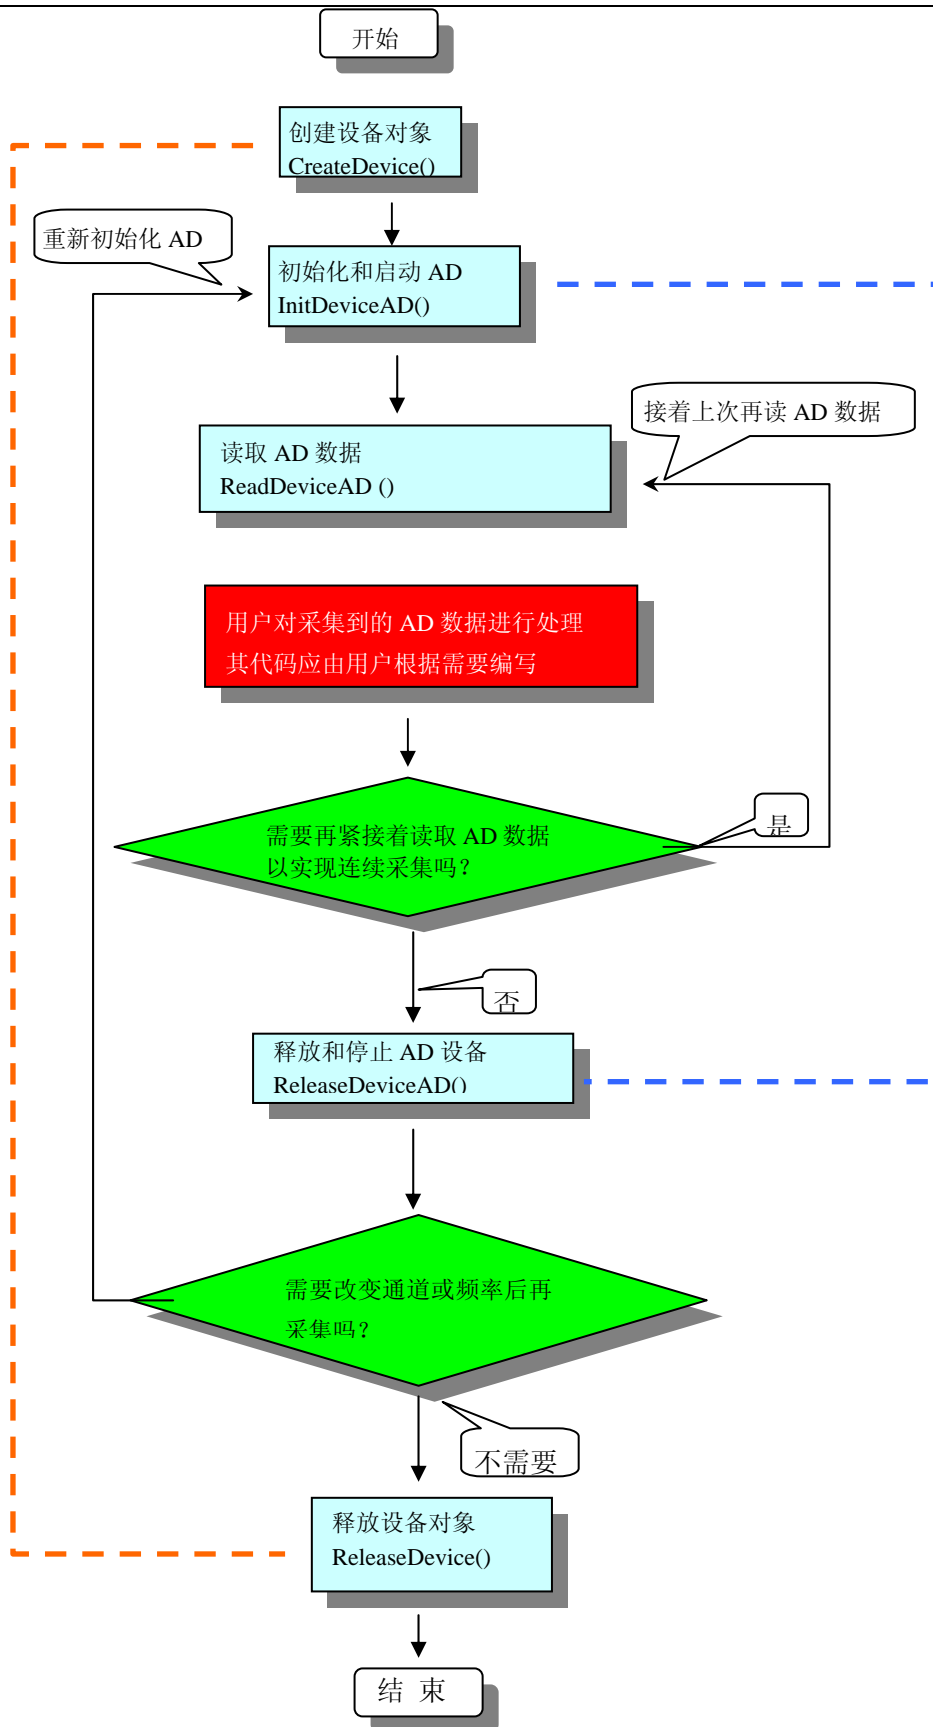 开始
创建设备对象
CreateDevice()
重新初始化 AD
初始化和启动 AD
InitDeviceAD()
接着上次再读 AD 数据
读取 AD 数据
ReadDeviceAD ()
用户对采集到的 AD 数据进行处理
其代码应由用户根据需要编写
是
需要再紧接着读取 AD 数据
以实现连续采集吗？
否
释放和停止 AD 设备
ReleaseDeviceAD()
需要改变通道或频率后再
采集吗？
不需要
释放设备对象
ReleaseDevice()
结 束